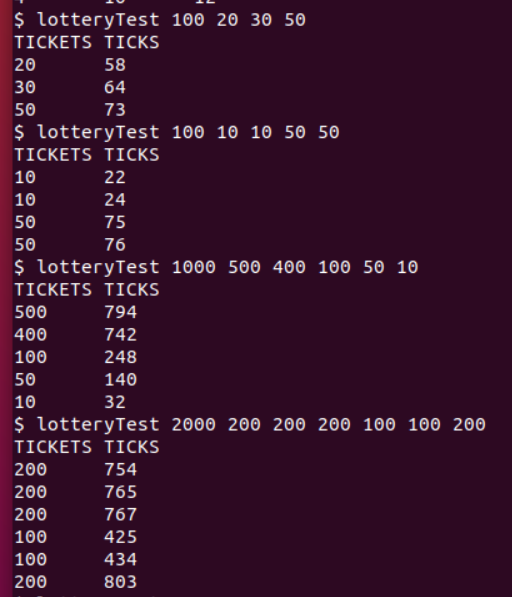 $ lotteryTest 100 20 30 50
TICKETS TICKS
20      58
30      64
50      73
$ lotteryTest 100 10 10 50 50
TICKETS TICKS
10      22
10      24
50      75
50      76
$ lotteryTest 1000 500 400 100 50 10
TICKETS TICKS
500     794
400     742
100     248
50      140
10      32
$ lotteryTest 2000 200 200 200 100 100 200
TICKETS TICKS
200     754
200     765
200     767
100     425
100     434
200     803